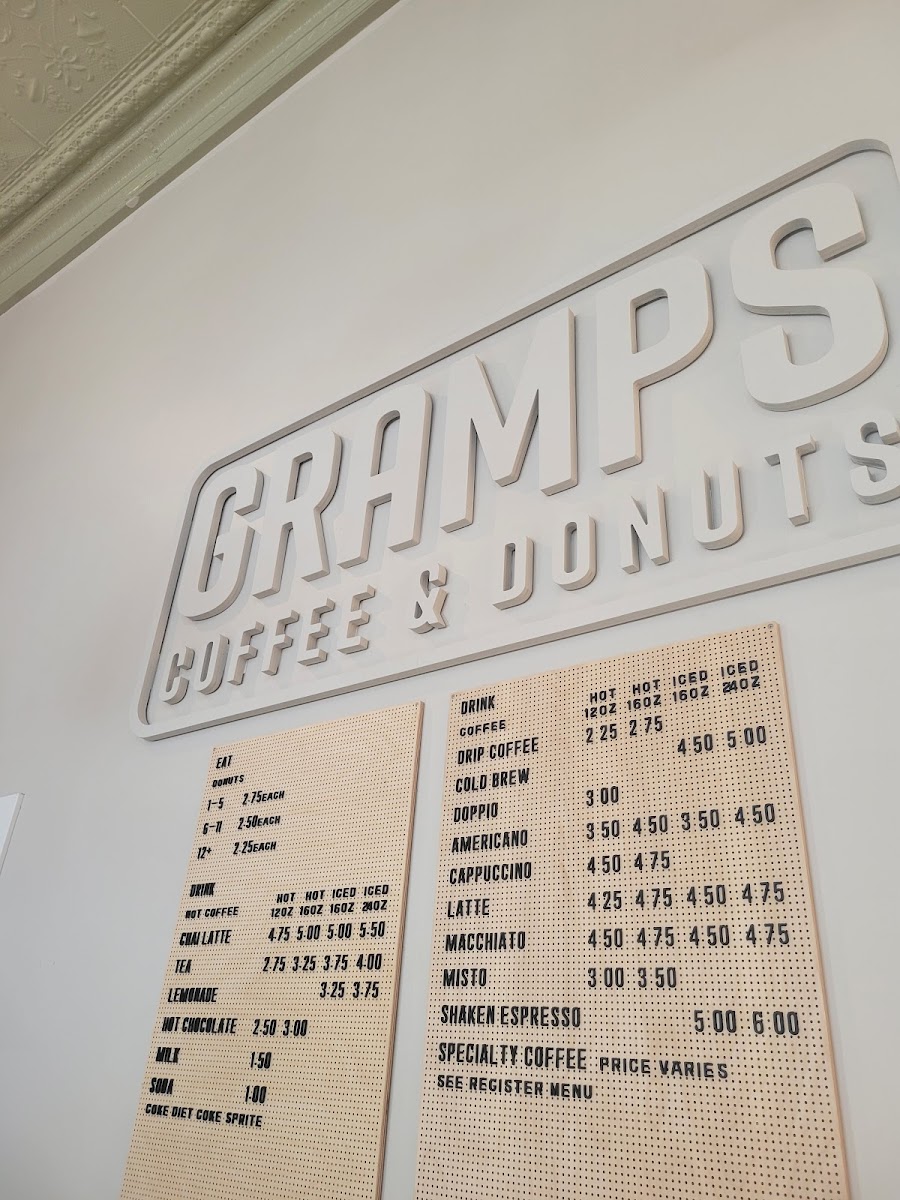 GRAMPS
COFFEE & DONUTS
EAT
DONUTS
1-5 2.75EACH
6-11 2.50EACH
12+ 2.25EACH
DRINK
HOT HOT ICED ICED
NOT COFFEE 12OZ 16OZ 16OZ 24OZ
CHAI LATTE 4.75 5.00 5.00 5.50
TEA 2.75 3.25 3.75 4.00
LEMONADE 3.25 3.75
HOT CHOCOLATE 2.50 3.00
MILK 1.50
SODA 1.00
COKE DIET COKE SPRITE
DRINK HOT HOT ICED ICED
COFFEE 12OZ 16OZ 16OZ 24OZ
DRIP COFFEE 2 25 2 75
COLD BREW 4 50 5 00
DOPPIO 3 00
AMERICANO 3 50 4 50 3 50 4 50
CAPPUCCINO 4 50 4 75
LATTE 4 25 4 75 4 50 4 75
MACCHIATO 4 50 4 75 4 50 4 75
MISTO 3 00 3 50
SHAKEN ESPRESSO 5 00 6 00
SPECIALTY COFFEE PRICE VARIES
SEE REGISTER MENU